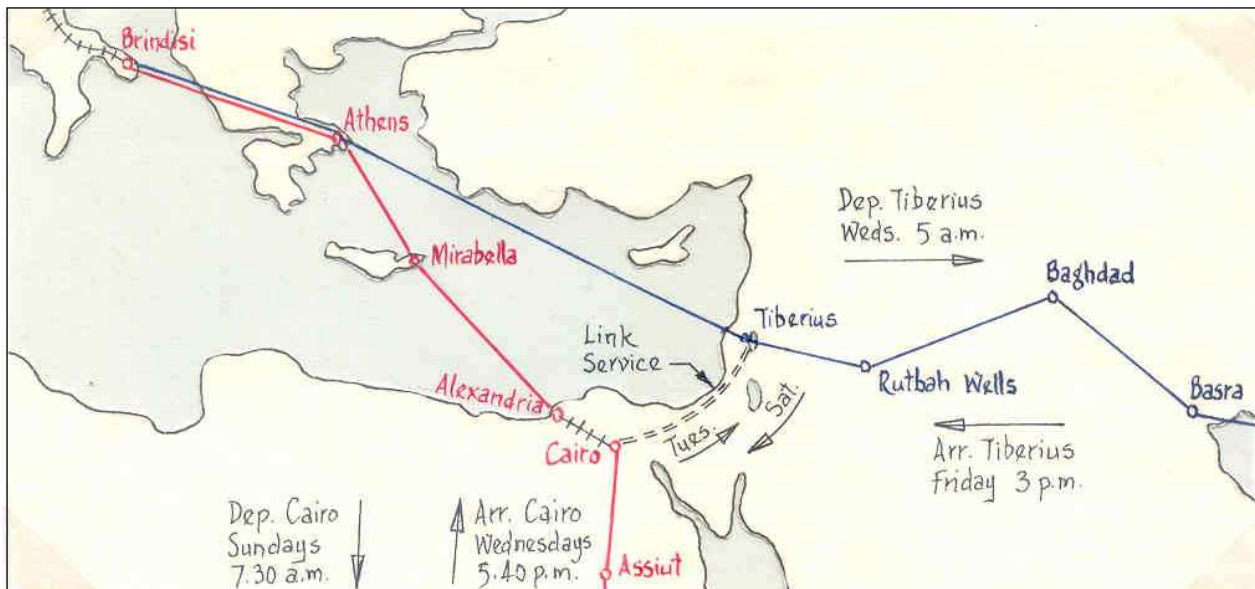 Brindisi
Athens
Mirabella
Alexandria
Cairo
Assiut
Dep. Tiberius
Weds. 5 a.m.
Baghdad
Tiberius
Link
Service
Rutbah Wells
Basra
Tues.
Sat.
Arr. Tiberius
Friday 3 p.m.
Dep. Cairo
Sundays
7.30 a.m.
Arr. Cairo
Wednesdays
5.40 p.m.